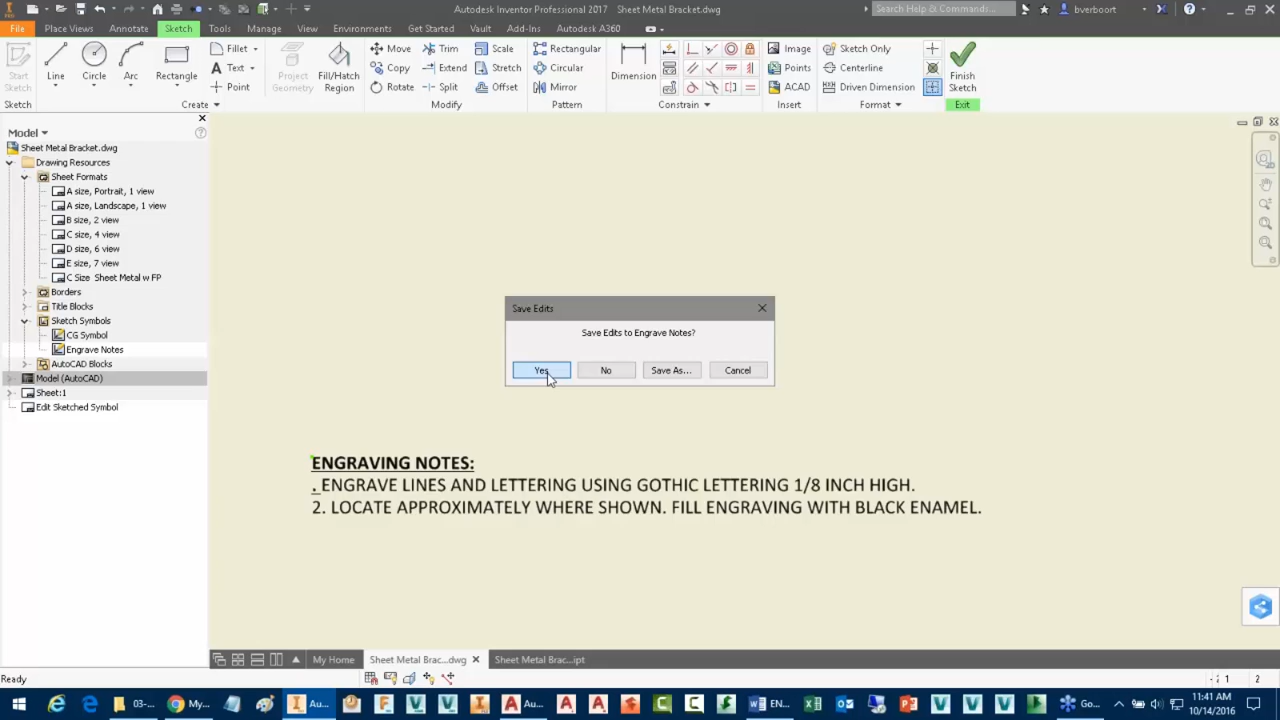 Autodesk Inventor Professional 2017 Sheet Metal Bracket.dwg
Search Help & Commands...
bverboort
File Place Views Annotate Sketch Tools Manage View Environments Get Started Vault Add-Ins Autodesk A360
Start Sketch
Line
Circle
Arc
Rectangle
Fillet
Text
Point
Project Geometry
Fill/Hatch Region
Move
Copy
Rotate
Trim
Extend
Split
Scale
Stretch
Offset
Rectangular
Circular
Mirror
Dimension
Image
Points
ACAD
Sketch Only
Centerline
Driven Dimension
Finish Sketch
Sketch Create Modify Pattern Constrain Insert Format Exit
Model
Sheet Metal Bracket.dwg
Drawing Resources
Sheet Formats
A size, Portrait, 1 view
A size, Landscape, 1 view
B size, 2 view
C size, 4 view
D size, 6 view
E size, 7 view
C Size Sheet Metal w FP
Borders
Title Blocks
Sketch Symbols
CG Symbol
Engrave Notes
AutoCAD Blocks
Model (AutoCAD)
Sheet:1
Edit Sketched Symbol
Save Edits
Save Edits to Engrave Notes?
Yes No Save As... Cancel
ENGRAVING NOTES:
. ENGRAVE LINES AND LETTERING USING GOTHIC LETTERING 1/8 INCH HIGH.
2. LOCATE APPROXIMATELY WHERE SHOWN. FILL ENGRAVING WITH BLACK ENAMEL.
My Home Sheet Metal Brac...dwg Sheet Metal Brac...ipt
Ready
1 2
03-... My... Au... Au... EN... Go...
11:41 AM
10/14/2016